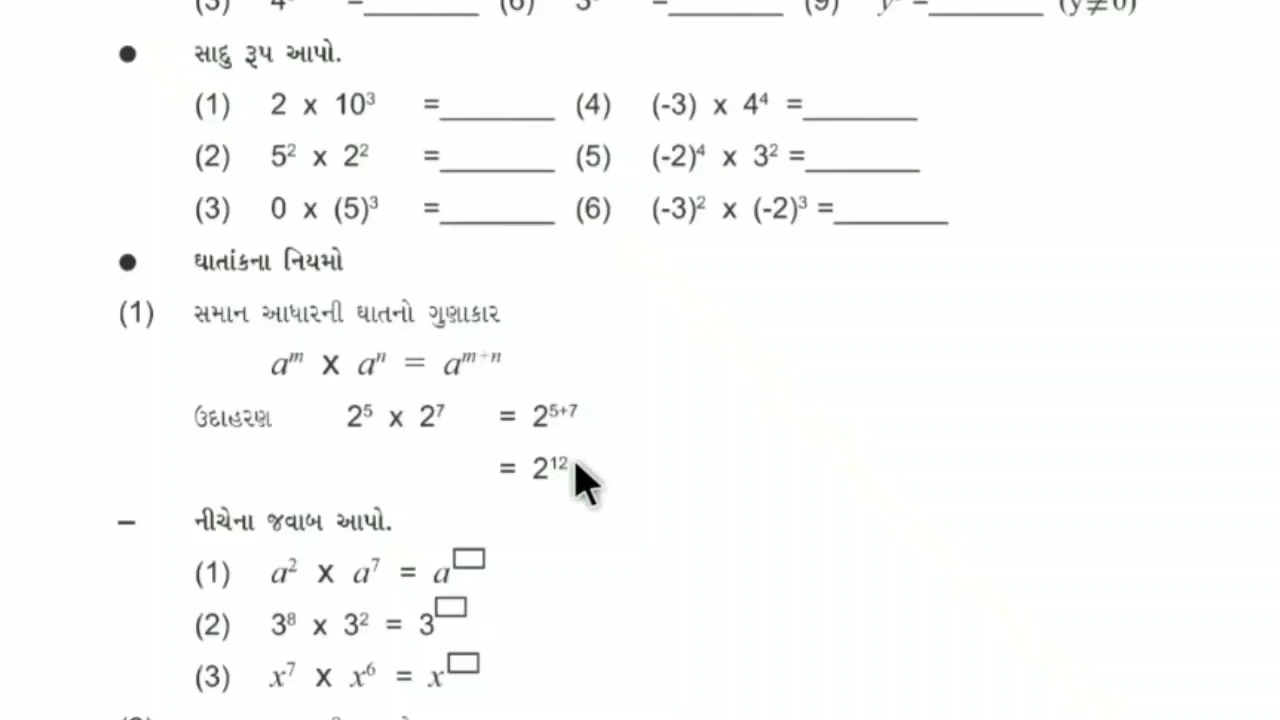 ● સાદુ રૂપ આપો.
(1) 2 x 10³ =________ (4) (-3) x 4⁴ =________
(2) 5² x 2² =________ (5) (-2)⁴ x 3² =________
(3) 0 x (5)³ =________ (6) (-3)² x (-2)³ =________
● ઘાતાંકના નિયમો
(1) સમાન આધારની ઘાતનો ગુણાકાર
aᵐ x aⁿ = aᵐ⁺ⁿ
ઉદાહરણ 2⁵ x 2⁷ = 2⁵⁺⁷
= 2¹²
– નીચેના જવાબ આપો.
(1) a² x a⁷ = a□
(2) 3⁸ x 3² = 3□
(3) x⁷ x x⁶ = x□